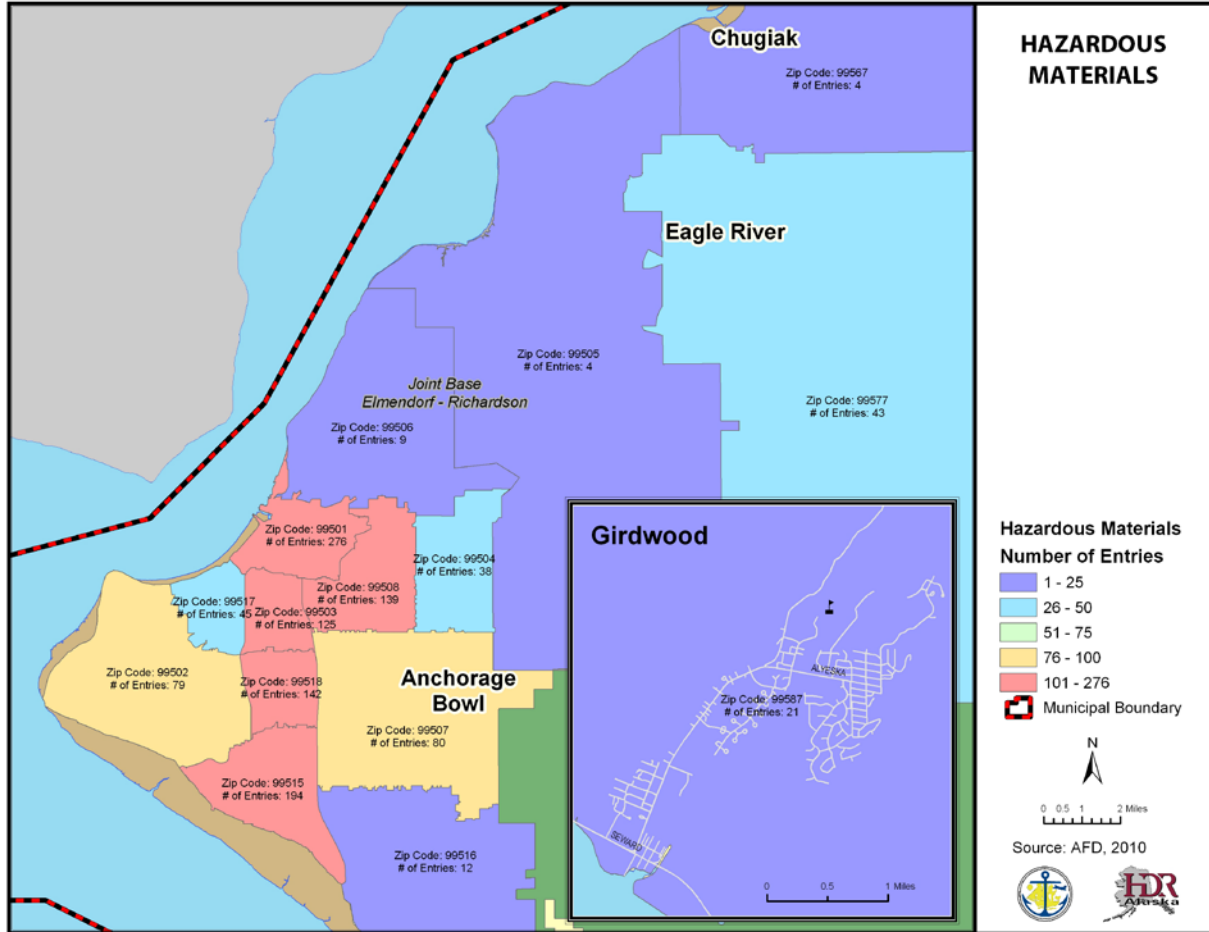 HAZARDOUS
MATERIALS
Chugiak
Zip Code: 99567
# of Entries: 4
Eagle River
Zip Code: 99505
# of Entries: 4
Joint Base
Elmendorf - Richardson
Zip Code: 99577
# of Entries: 43
Zip Code: 99506
# of Entries: 9
Zip Code: 99501
# of Entries: 276
Zip Code: 99504
# of Entries: 38
Zip Code: 99508
# of Entries: 139
Zip Code: 99517
# of Entries: 45
Zip Code: 99503
# of Entries: 125
Zip Code: 99502
# of Entries: 79
Zip Code: 99518
# of Entries: 142
Anchorage
Bowl
Zip Code: 99507
# of Entries: 80
Zip Code: 99515
# of Entries: 194
Zip Code: 99516
# of Entries: 12
Girdwood
ALYESKA
Zip Code: 99587
# of Entries: 21
SEWARD
0 0.5 1 Miles
Hazardous Materials
Number of Entries
1 - 25
26 - 50
51 - 75
76 - 100
101 - 276
Municipal Boundary
N
0 0.5 1 2 Miles
Source: AFD, 2010
HDR
Alaska